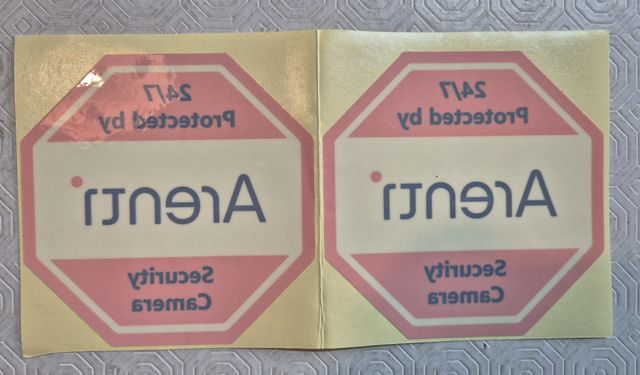 24/7
Protected by
Arenti
Security
Camera
24/7
Protected by
Arenti
Security
Camera